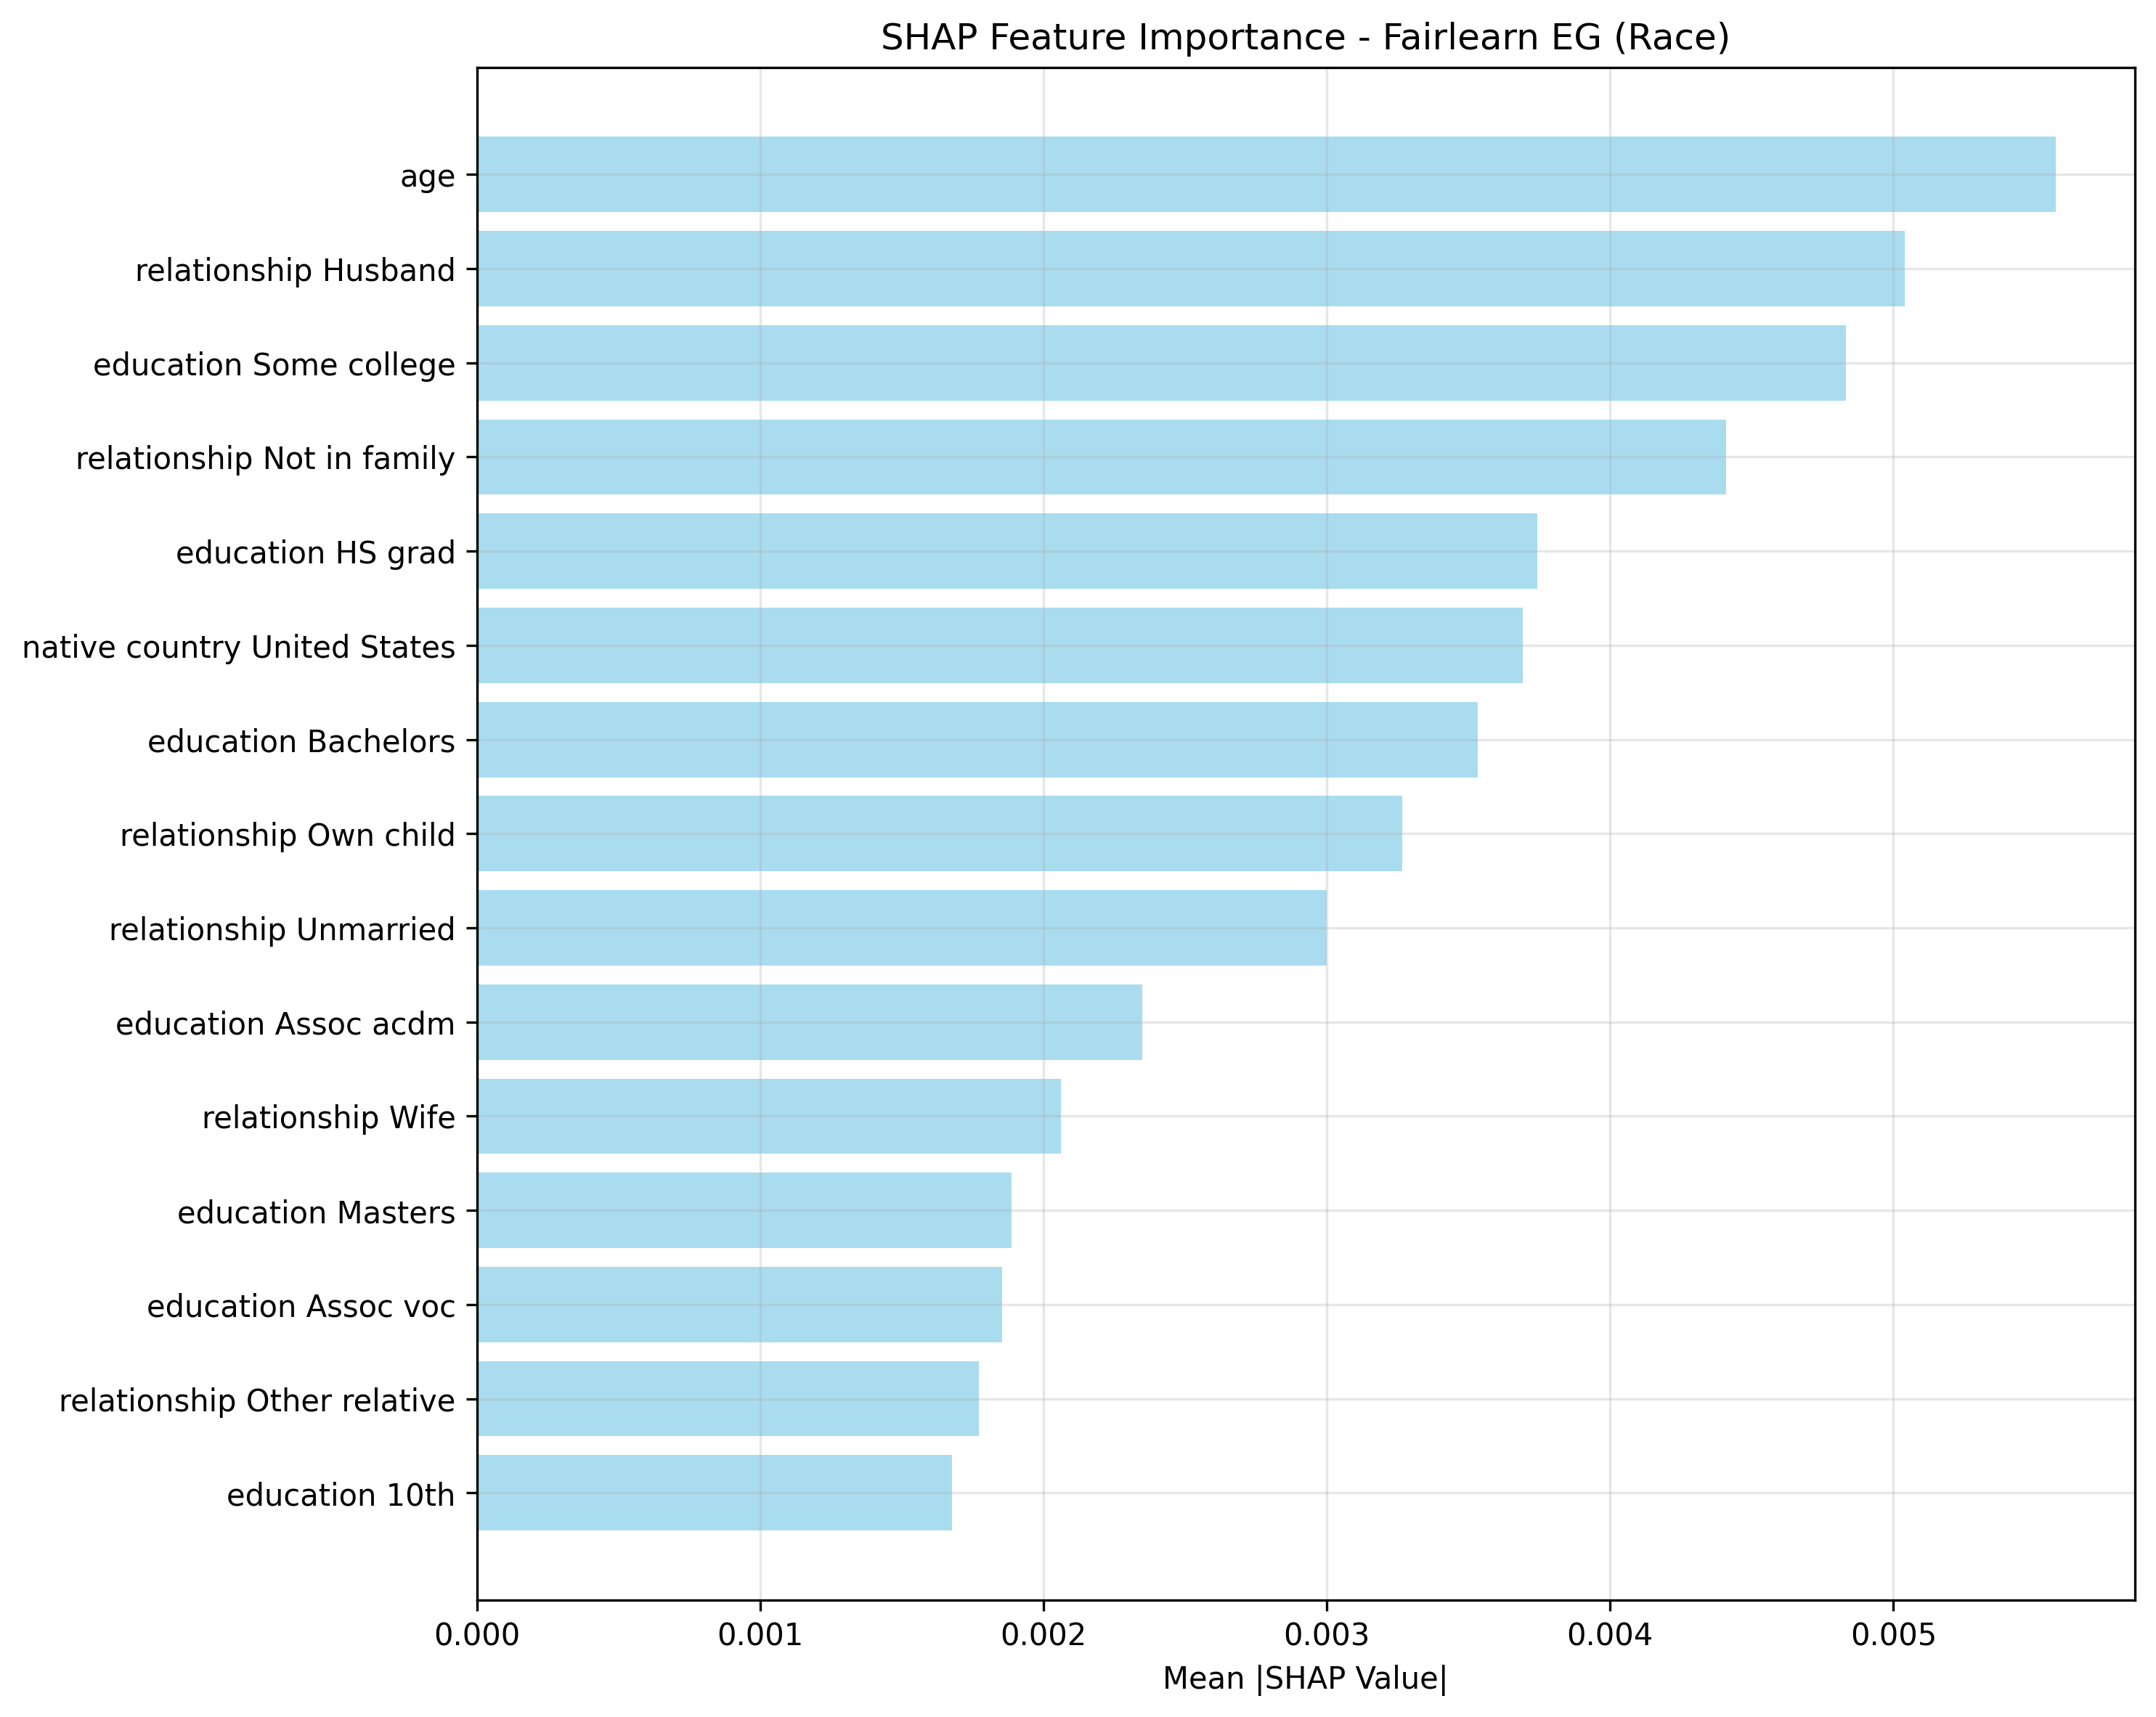 SHAP Feature Importance - Fairlearn EG (Race)
age
relationship Husband
education Some college
relationship Not in family
education HS grad
native country United States
education Bachelors
relationship Own child
relationship Unmarried
education Assoc acdm
relationship Wife
education Masters
education Assoc voc
relationship Other relative
education 10th
0.000 0.001 0.002 0.003 0.004 0.005
Mean |SHAP Value|